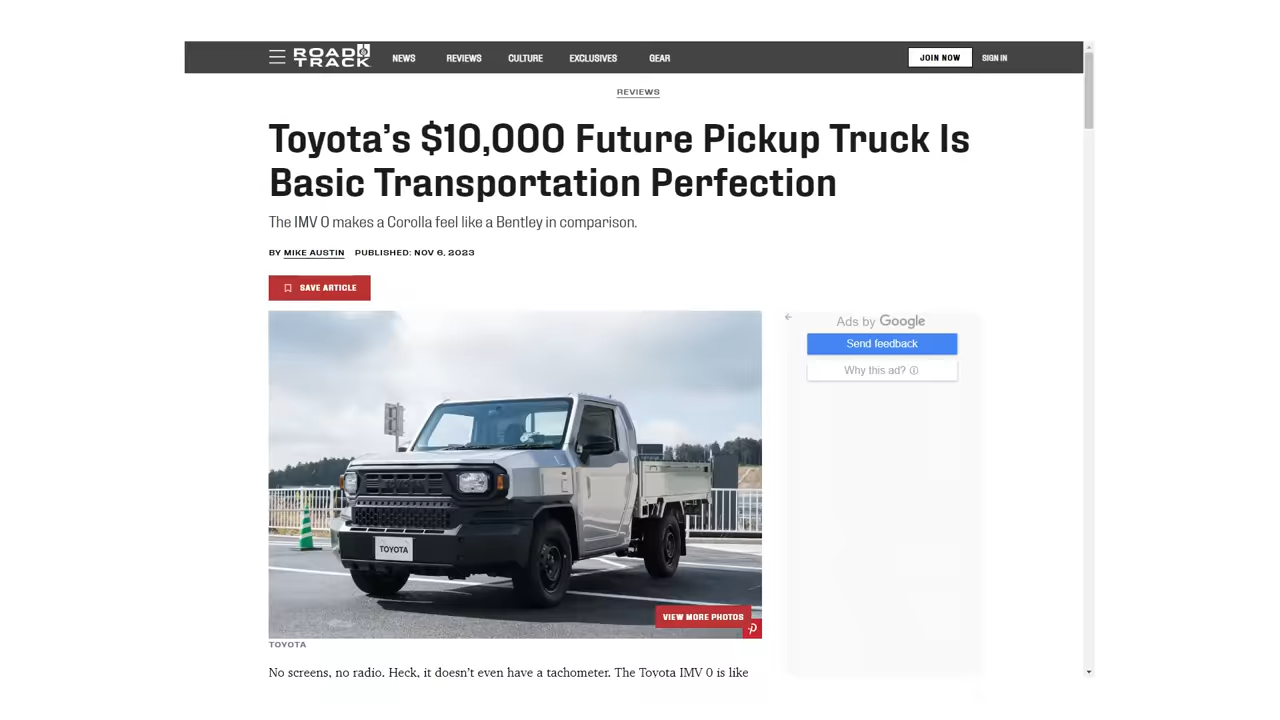 ROAD & TRACK
NEWS
REVIEWS
CULTURE
EXCLUSIVES
GEAR
JOIN NOW
SIGN IN
REVIEWS
Toyota’s $10,000 Future Pickup Truck Is
Basic Transportation Perfection
The IMV 0 makes a Corolla feel like a Bentley in comparison.
BY MIKE AUSTIN PUBLISHED: NOV 6, 2023
SAVE ARTICLE
TOYOTA
VIEW MORE PHOTOS
Ads by Google
Send feedback
Why this ad?
TOYOTA
No screens, no radio. Heck, it doesn’t even have a tachometer. The Toyota IMV 0 is like